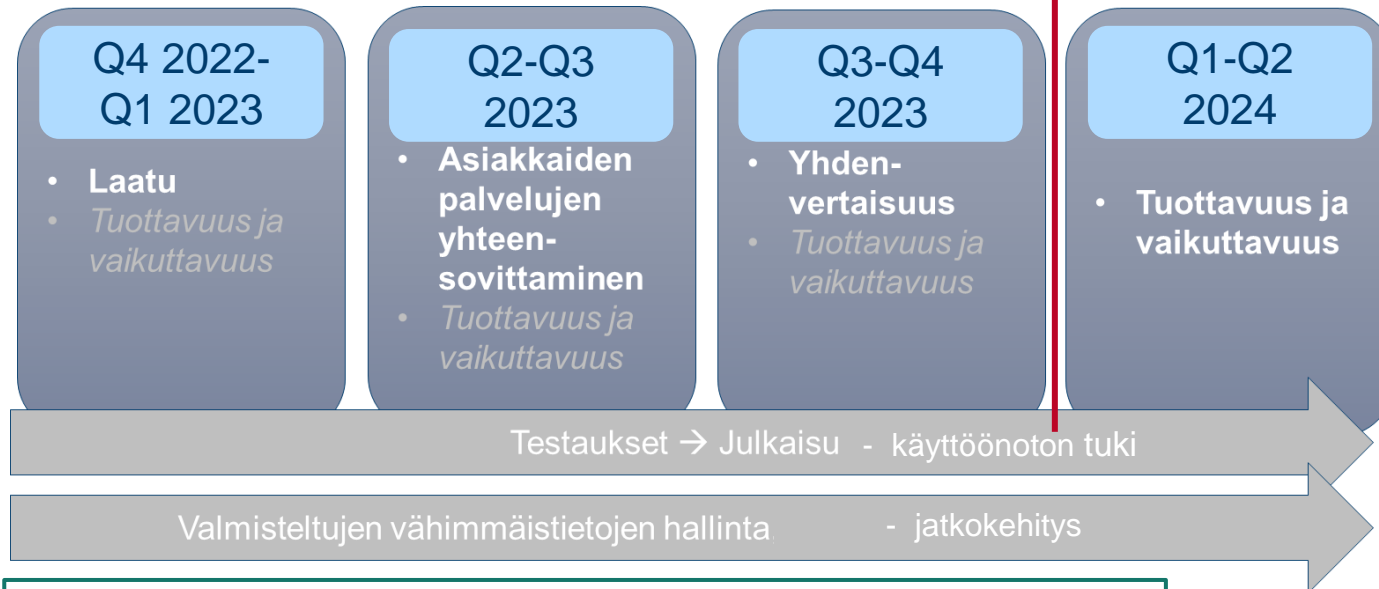 Q4 2022-
Q1 2023
• Laatu
• Tuottavuus ja
vaikuttavuus
Q2-Q3
2023
• Asiakkaiden
palvelujen
yhteen-
sovittaminen
• Tuottavuus ja
vaikuttavuus
Q3-Q4
2023
• Yhden-
vertaisuus
• Tuottavuus ja
vaikuttavuus
Q1-Q2
2024
• Tuottavuus ja
vaikuttavuus
Testaukset → Julkaisu - käyttöönoton tuki
Valmisteltujen vähimmäistietojen hallinta - jatkokehitys